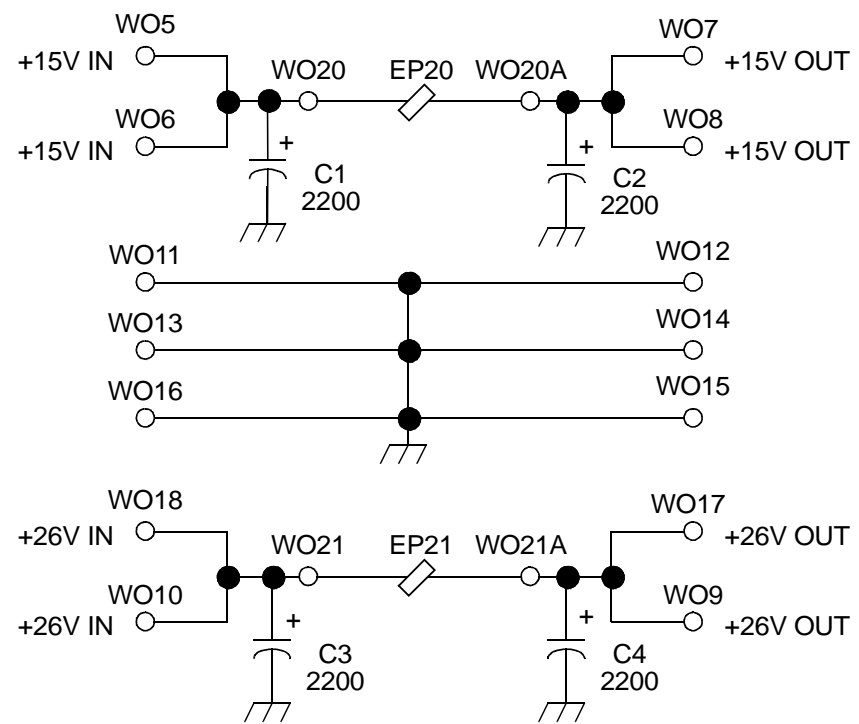 WO5
+15V IN
WO20
EP20
WO20A
WO7
+15V OUT
WO6
+15V IN
+
C1
2200
+
C2
2200
WO8
+15V OUT
WO11
WO12
WO13
WO14
WO16
WO15
WO18
+26V IN
WO21
EP21
WO21A
WO17
+26V OUT
WO10
+26V IN
+
C3
2200
+
C4
2200
WO9
+26V OUT